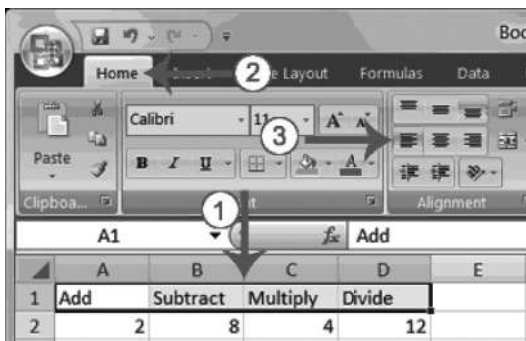 Boo
Home 2 Layout Formulas Data
Calibri 11 A A
3
Paste B I U A
Clipboa... 1 Alignment
A1 fx Add
A B C D E
1 Add Subtract Multiply Divide
2 2 8 4 12